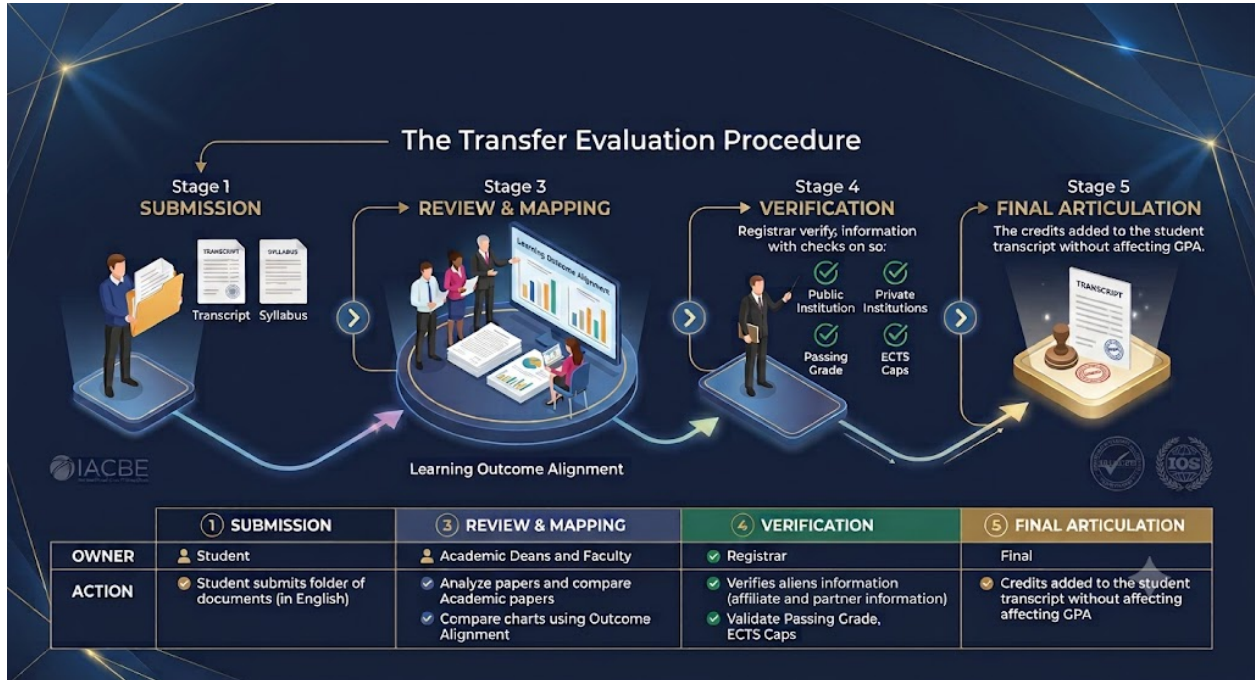 The Transfer Evaluation Procedure
Stage 1
SUBMISSION
TRANSCRIPT
SYLLABUS
Transcript
Syllabus
Stage 3
REVIEW & MAPPING
Learning Outcome Alignment
Learning Outcome Alignment
Stage 4
VERIFICATION
Registrar verify, information
with checks on so:
Public
Institution
Private
Institutions
Passing
Grade
ECTS
Caps
Stage 5
FINAL ARTICULATION
The credits added to the student
transcript without affecting GPA.
TRANSCRIPT
IACBE
IOS
1 SUBMISSION
3 REVIEW & MAPPING
4 VERIFICATION
5 FINAL ARTICULATION
OWNER
Student
Academic Deans and Faculty
Registrar
Final
ACTION
Student submits folder of
documents (in English)
Analyze papers and compare
Academic papers
Compare charts using Outcome
Alignment
Verifies aliens information
(affiliate and partner information)
Validate Passing Grade,
ECTS Caps
Credits added to the student
transcript without affecting
affecting GPA